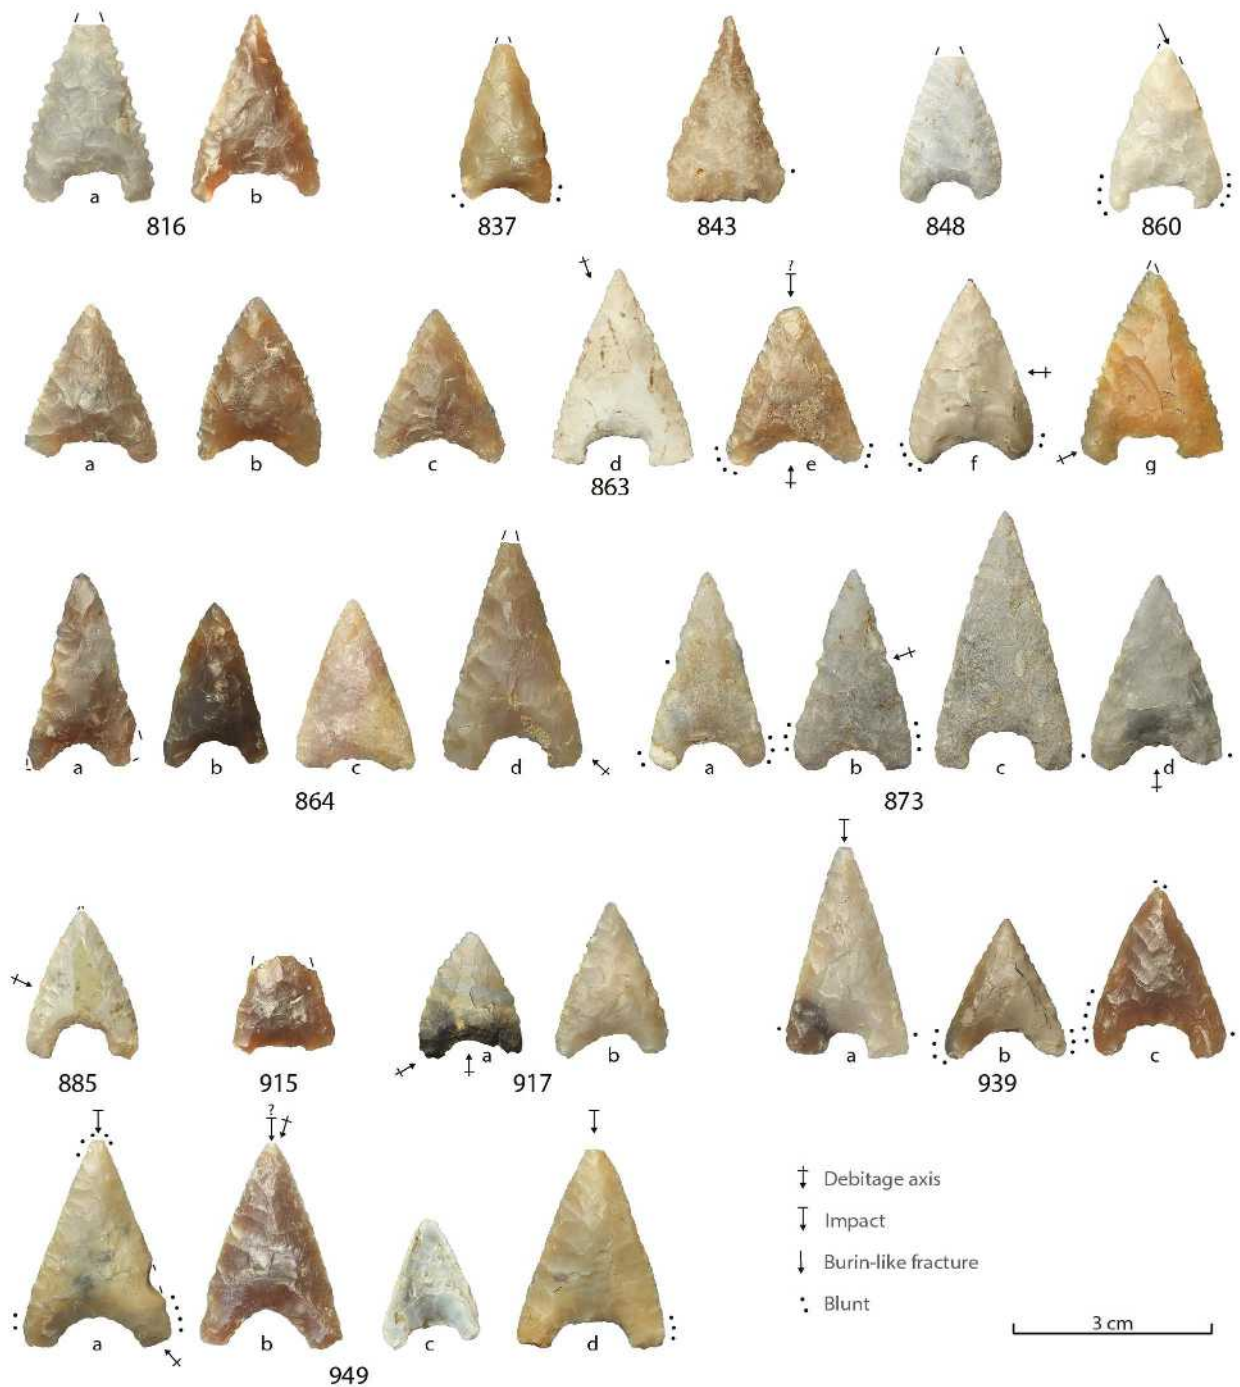 a b
816 837 843 848 860
?
a b c d e f g
863
a b c d a b c d
864 873
a b a b c
885 915 917 939
?
a b c d
949
Debitage axis
Impact
Burin-like fracture
Blunt
3 cm